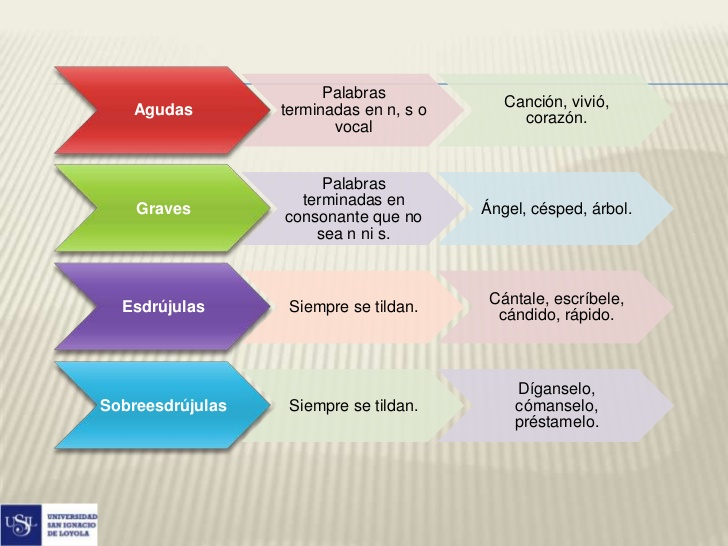 Agudas
Palabras
terminadas en n, s o
vocal
Canción, vivió,
corazón.
Graves
Palabras
terminadas en
consonante que no
sea n ni s.
Ángel, césped, árbol.
Esdrújulas
Siempre se tildan.
Cántale, escríbele,
cándido, rápido.
Sobreesdrújulas
Siempre se tildan.
Díganselo,
cómanselo,
préstamelo.
USIL
UNIVERSIDAD
SAN IGNACIO
DE LOYOLA